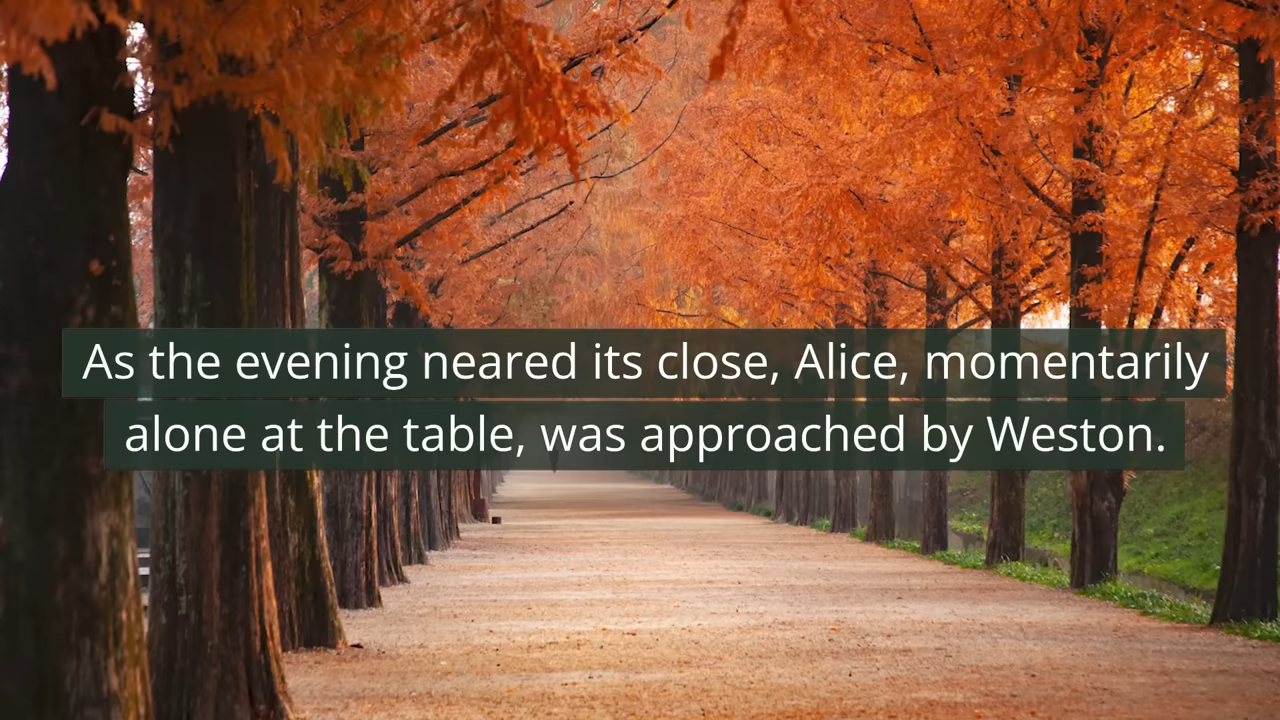 As the evening neared its close, Alice, momentarily
alone at the table, was approached by Weston.